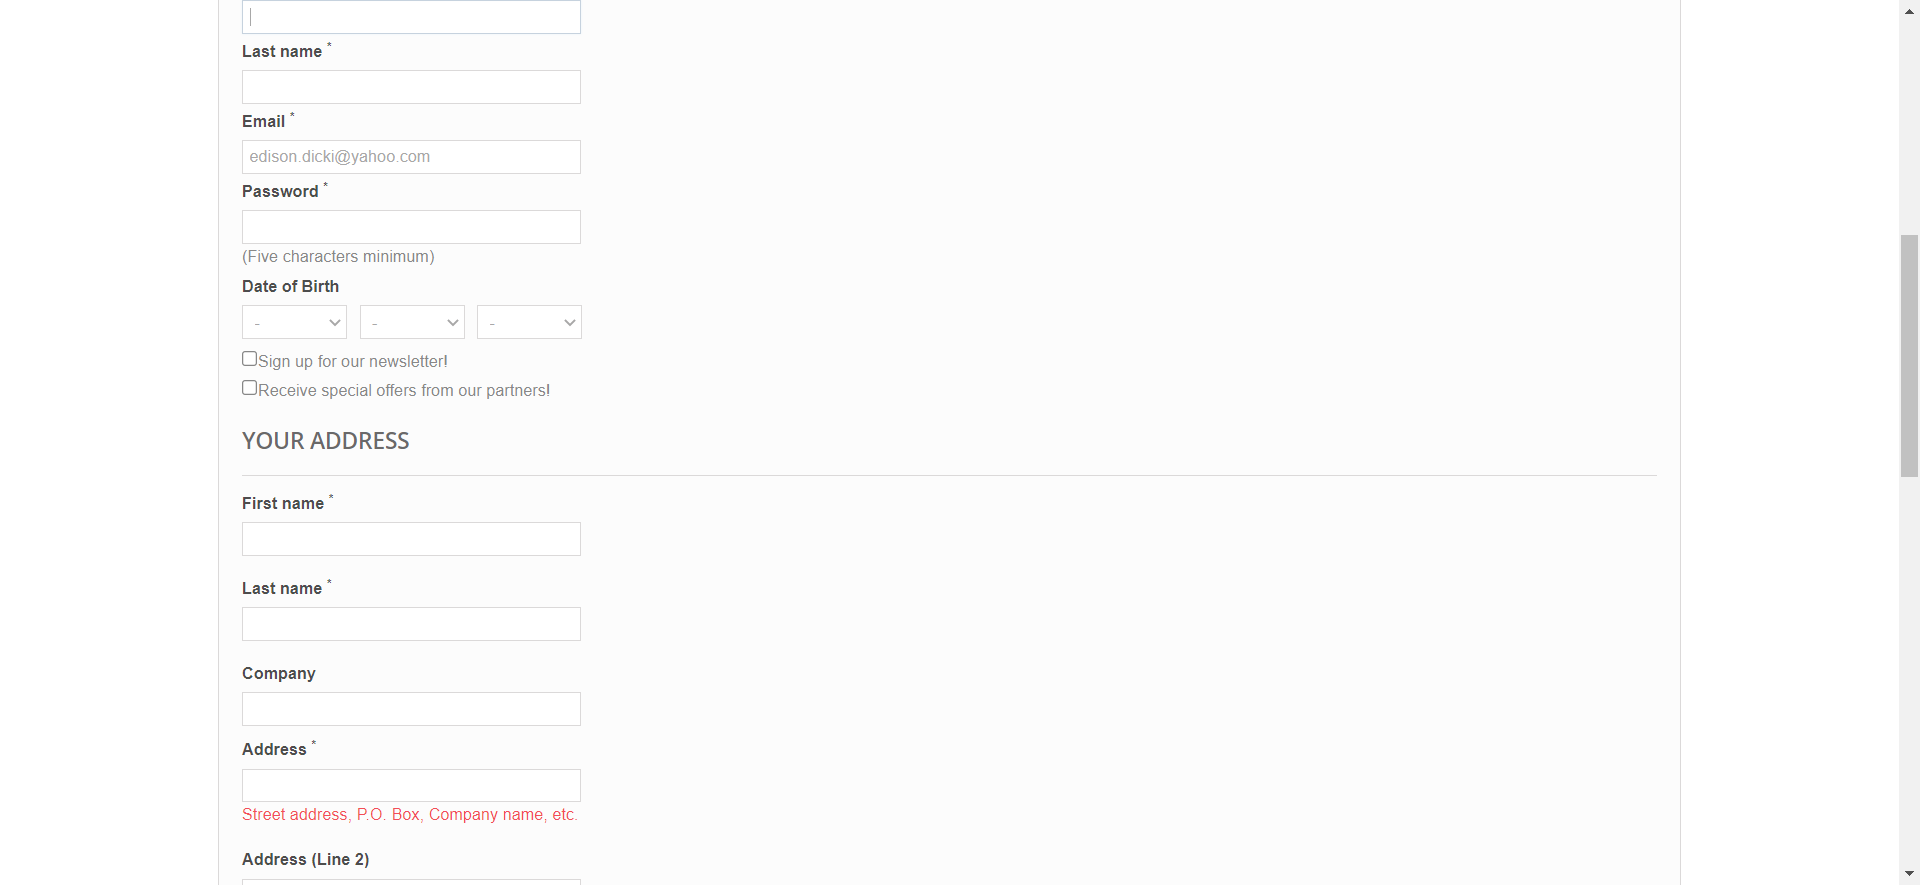 Last name *
Email *
edison.dicki@yahoo.com
Password *
(Five characters minimum)
Date of Birth
- - -
Sign up for our newsletter!
Receive special offers from our partners!
YOUR ADDRESS
First name *
Last name *
Company
Address *
Street address, P.O. Box, Company name, etc.
Address (Line 2)